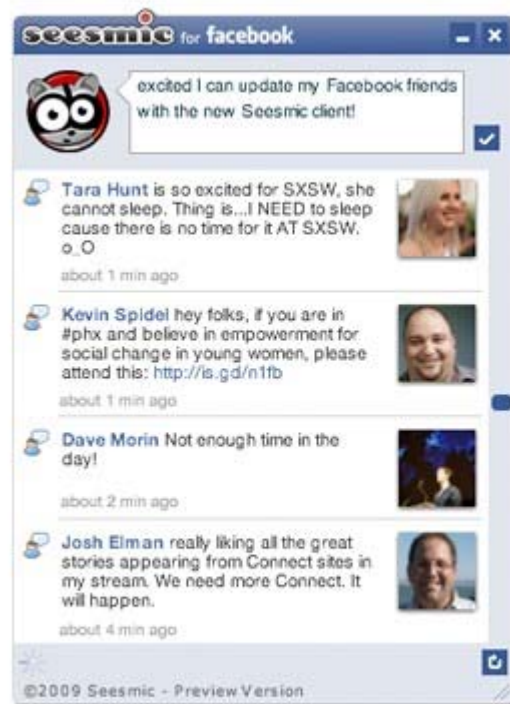 seesmic for facebook
excited I can update my Facebook friends
with the new Seesmic client!
Tara Hunt is so excited for SXSW, she
cannot sleep. Thing is...I NEED to sleep
cause there is no time for it AT SXSW.
o_O
about 1 min ago
Kevin Spidel hey folks, if you are in
#phx and believe in empowerment for
social change in young women, please
attend this: http://is.gd/n1fb
about 1 min ago
Dave Morin Not enough time in the
day!
about 2 min ago
Josh Elman really liking all the great
stories appearing from Connect sites in
my stream. We need more Connect. It
will happen.
about 4 min ago
©2009 Seesmic - Preview Version